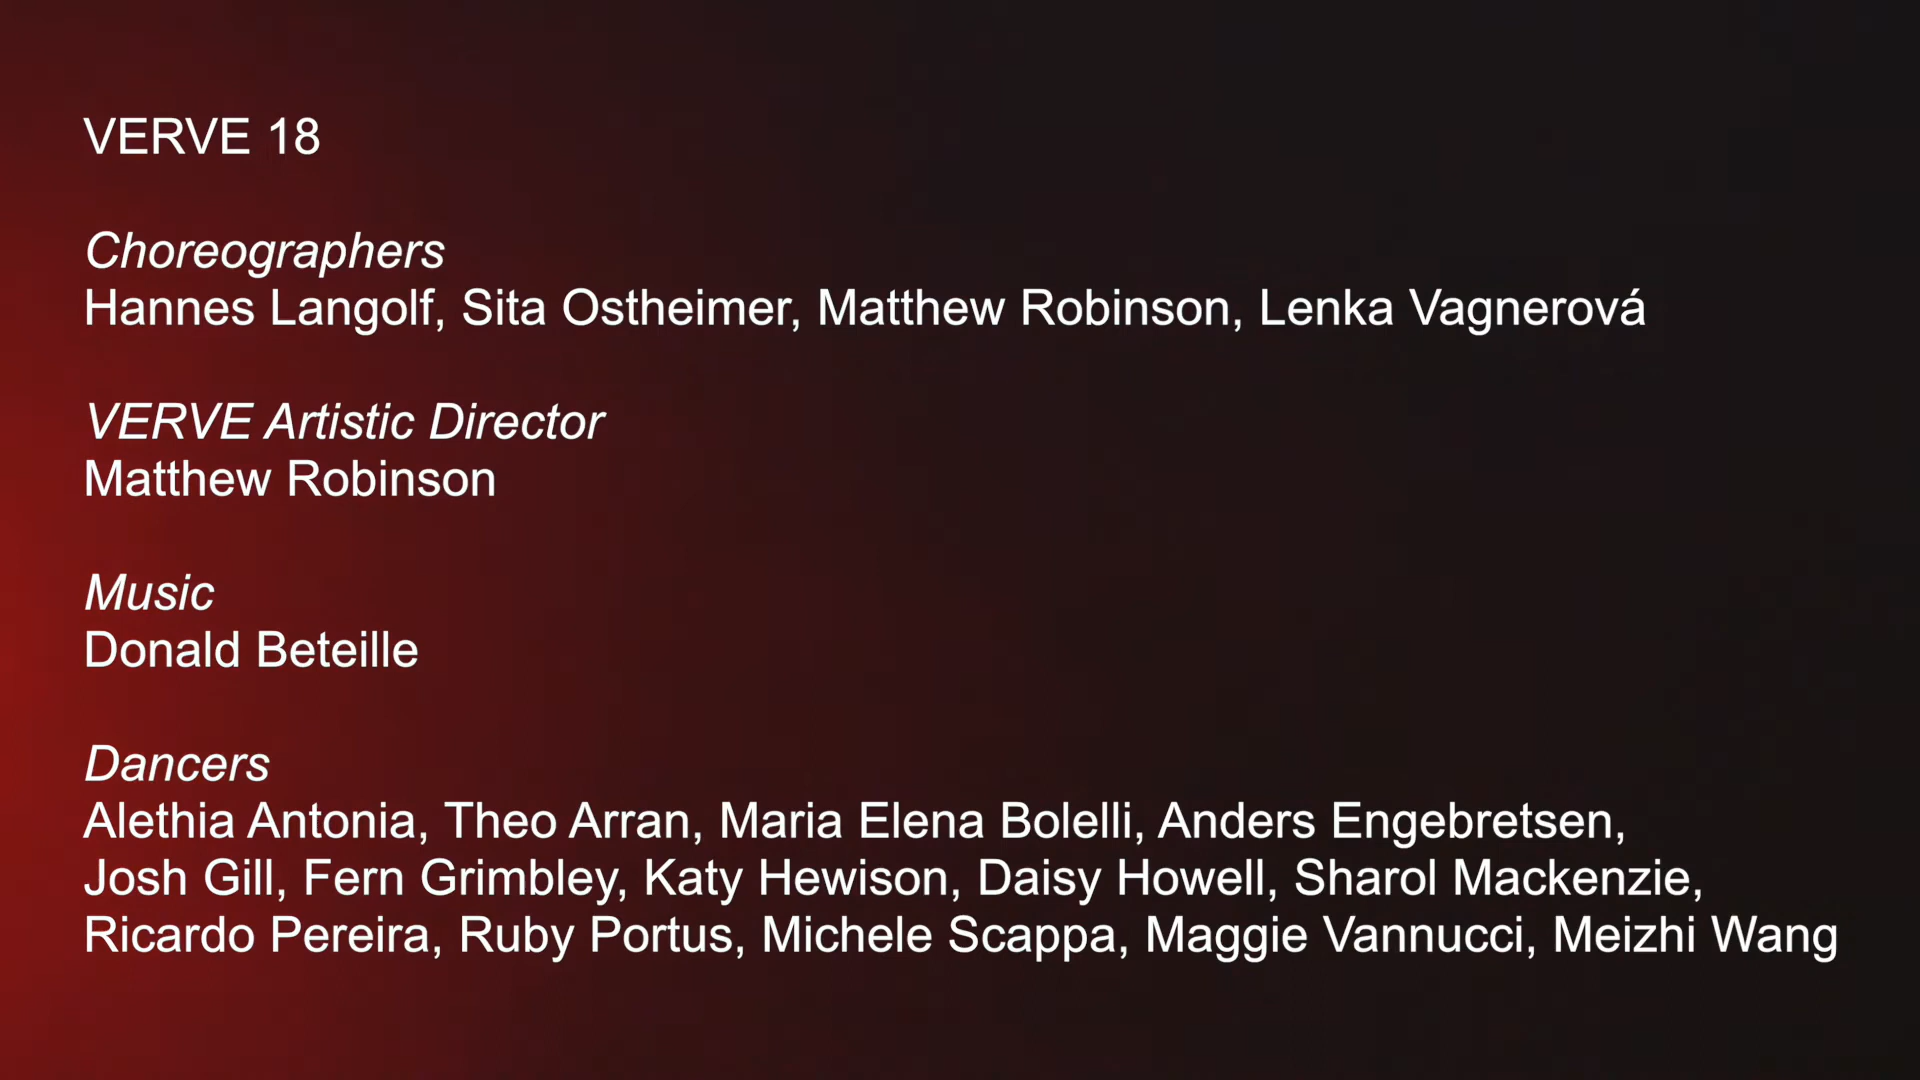 VERVE 18
Choreographers
Hannes Langolf, Sita Ostheimer, Matthew Robinson, Lenka Vagnerová
VERVE Artistic Director
Matthew Robinson
Music
Donald Beteille
Dancers
Alethia Antonia, Theo Arran, Maria Elena Bolelli, Anders Engebretsen,
Josh Gill, Fern Grimbley, Katy Hewison, Daisy Howell, Sharol Mackenzie,
Ricardo Pereira, Ruby Portus, Michele Scappa, Maggie Vannucci, Meizhi Wang